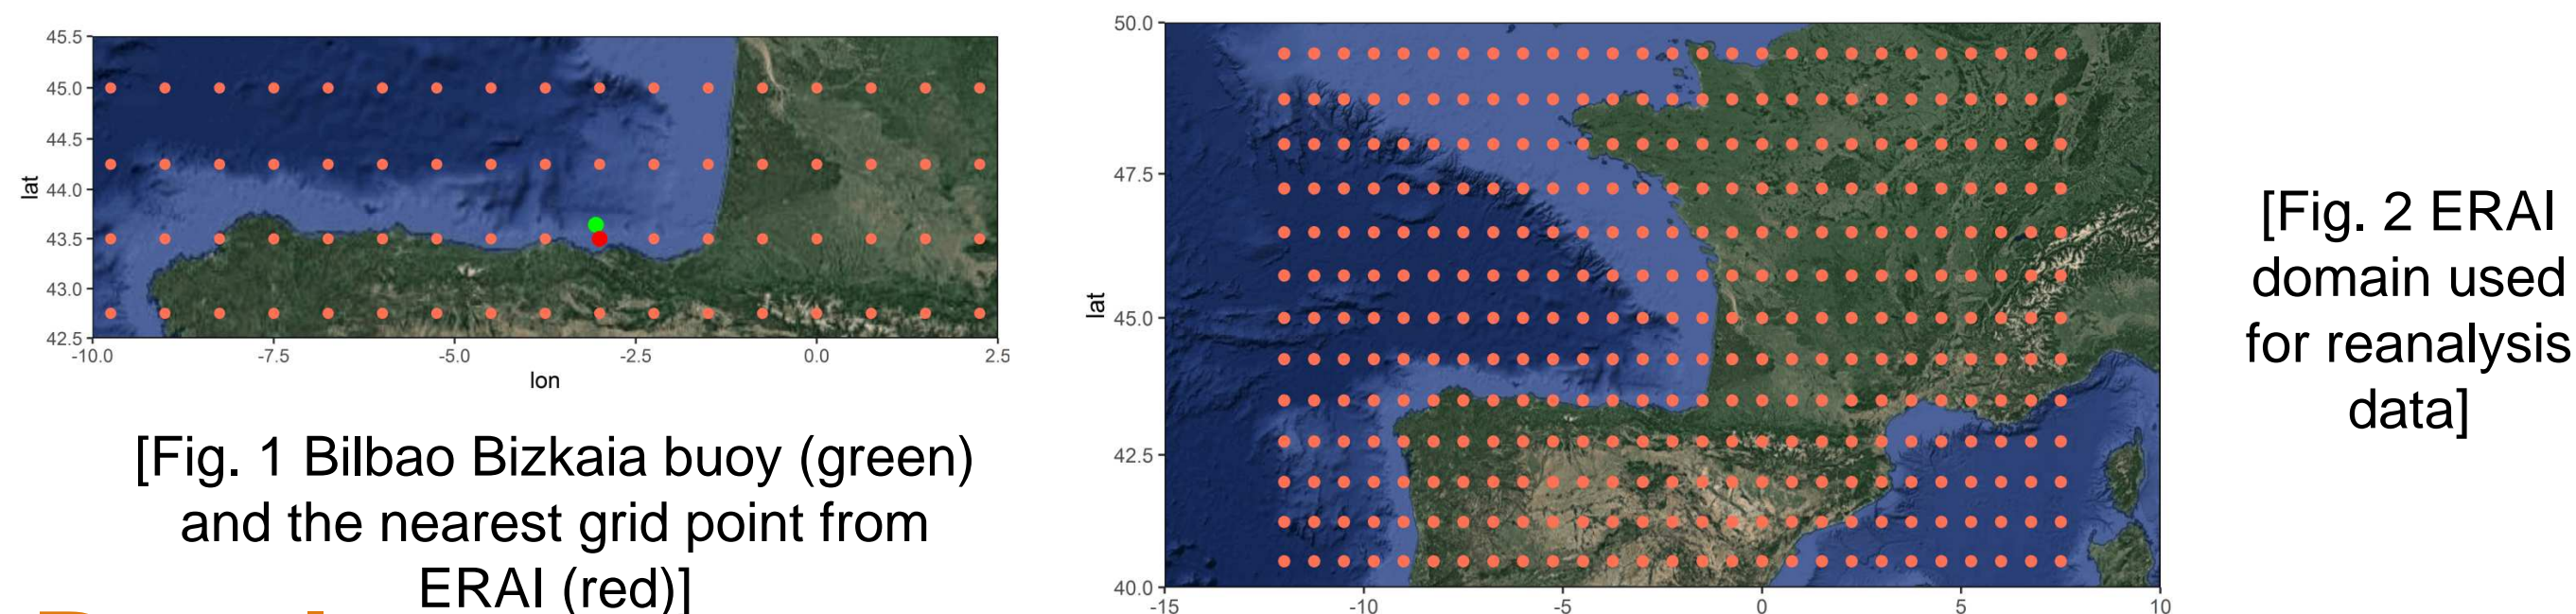 45.5
45.0
44.5
44.0
43.5
43.0
42.5
lat
-10.0 -7.5 -5.0 -2.5 0.0 2.5
lon
[Fig. 1 Bilbao Bizkaia buoy (green)
and the nearest grid point from
ERAI (red)]
50.0
47.5
45.0
42.5
40.0
lat
-15 -10 -5 0 5 10
[Fig. 2 ERAI
domain used
for reanalysis
data]